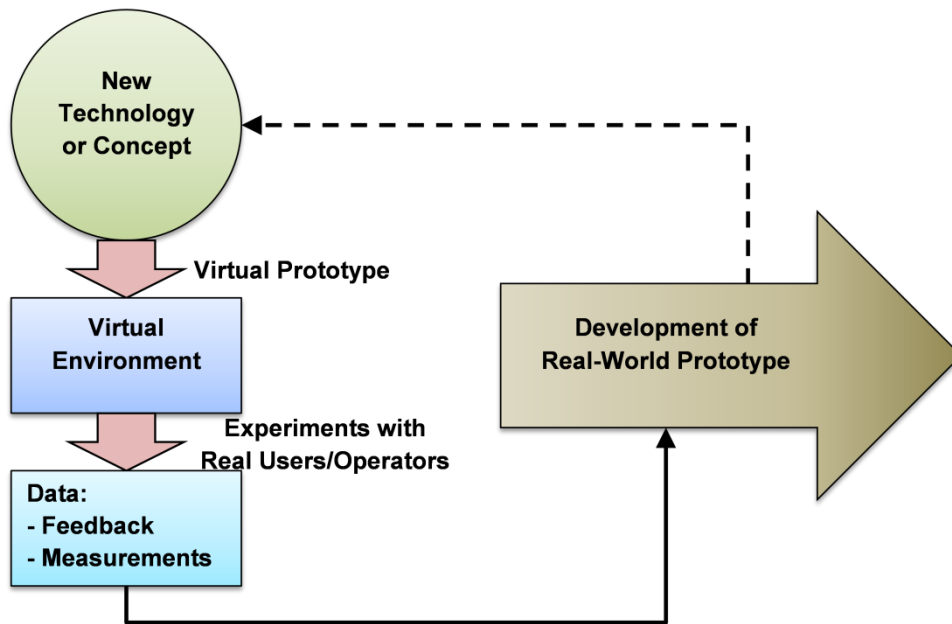 New
Technology
or Concept
Virtual Prototype
Virtual
Environment
Experiments with
Real Users/Operators
Data:
- Feedback
- Measurements
Development of
Real-World Prototype